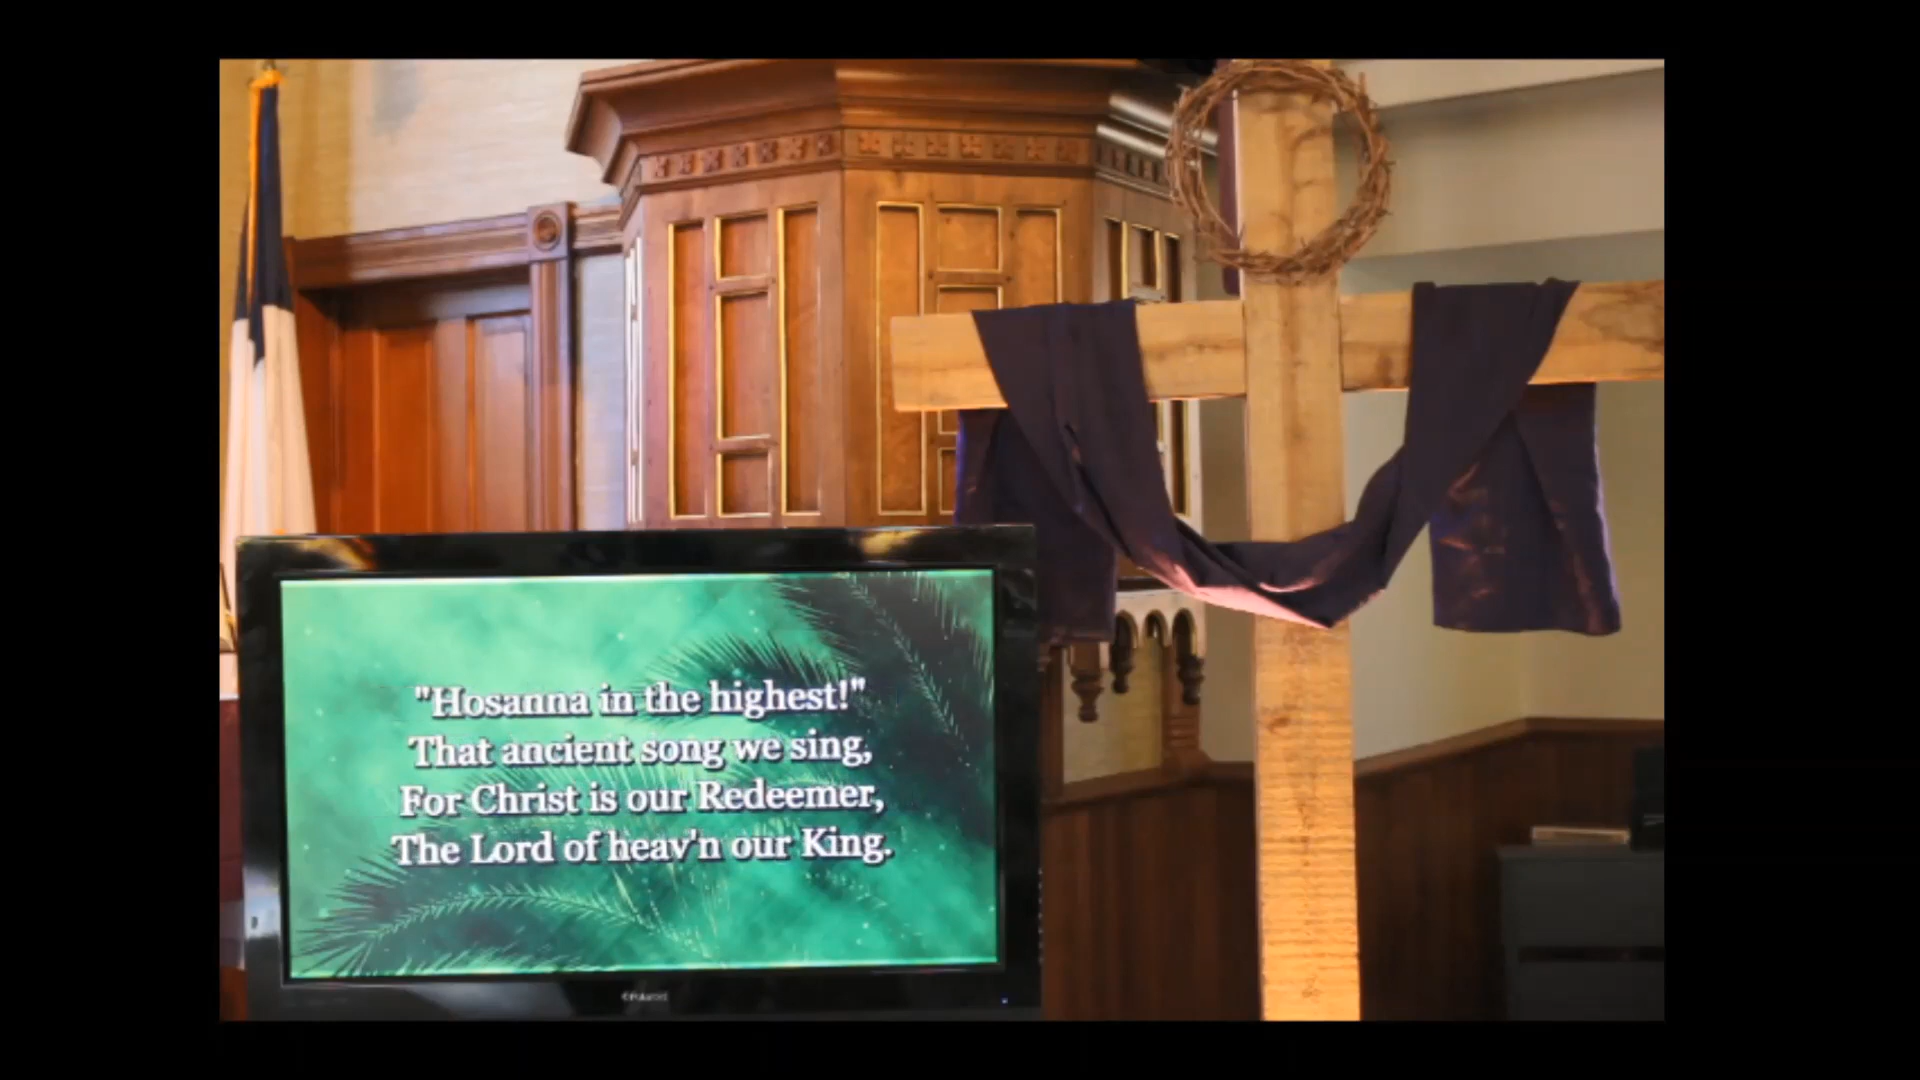 "Hosanna in the highest!"
That ancient song we sing,
For Christ is our Redeemer,
The Lord of heav'n our King.
Polaroid